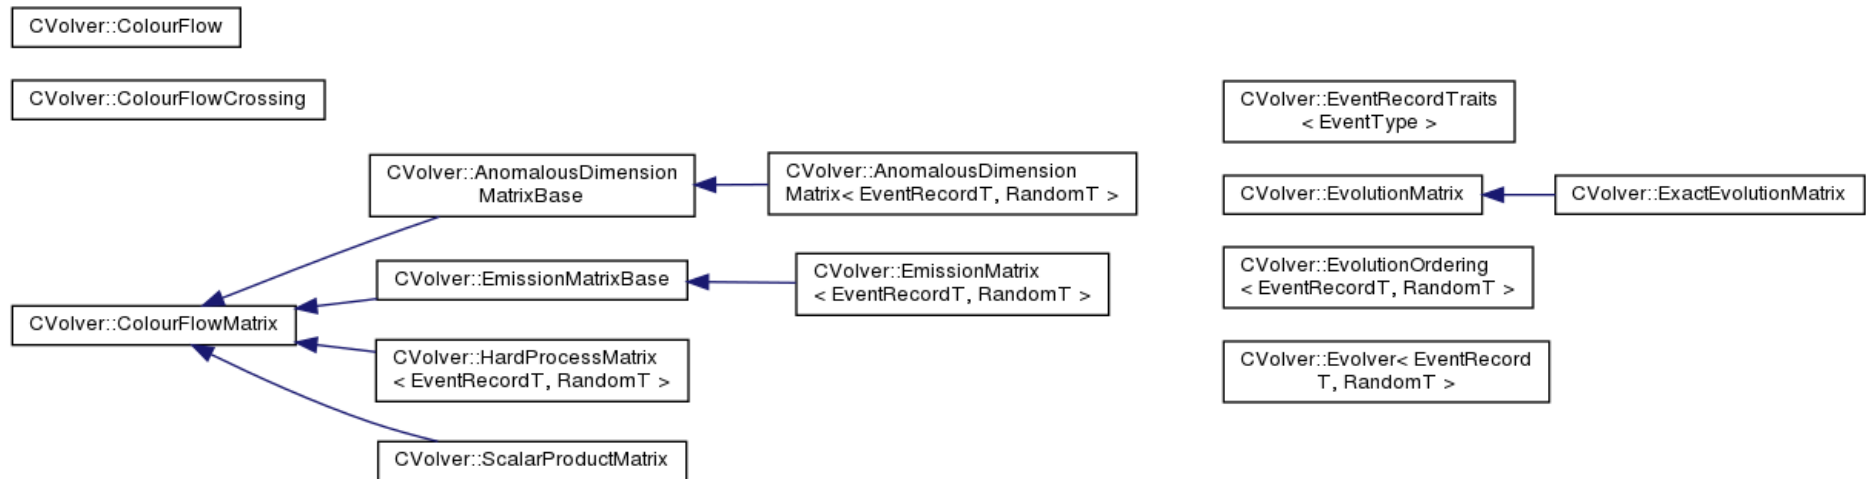 CVolver::ColourFlow
CVolver::ColourFlowCrossing
CVolver::AnomalousDimension
MatrixBase
CVolver::AnomalousDimension
Matrix< EventRecordT, RandomT >
CVolver::EmissionMatrixBase
CVolver::EmissionMatrix
< EventRecordT, RandomT >
CVolver::ColourFlowMatrix
CVolver::HardProcessMatrix
< EventRecordT, RandomT >
CVolver::ScalarProductMatrix
CVolver::EventRecordTraits
< EventType >
CVolver::EvolutionMatrix
CVolver::ExactEvolutionMatrix
CVolver::EvolutionOrdering
< EventRecordT, RandomT >
CVolver::Evolver< EventRecord
T, RandomT >